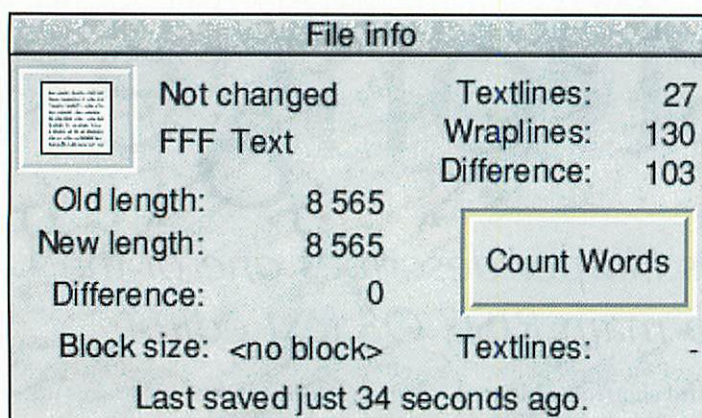 File info
Not changed
FFF Text
Textlines: 27
Wraplines: 130
Difference: 103
Old length: 8 565
New length: 8 565
Difference: 0
Count Words
Block size: <no block>
Textlines: -
Last saved just 34 seconds ago.